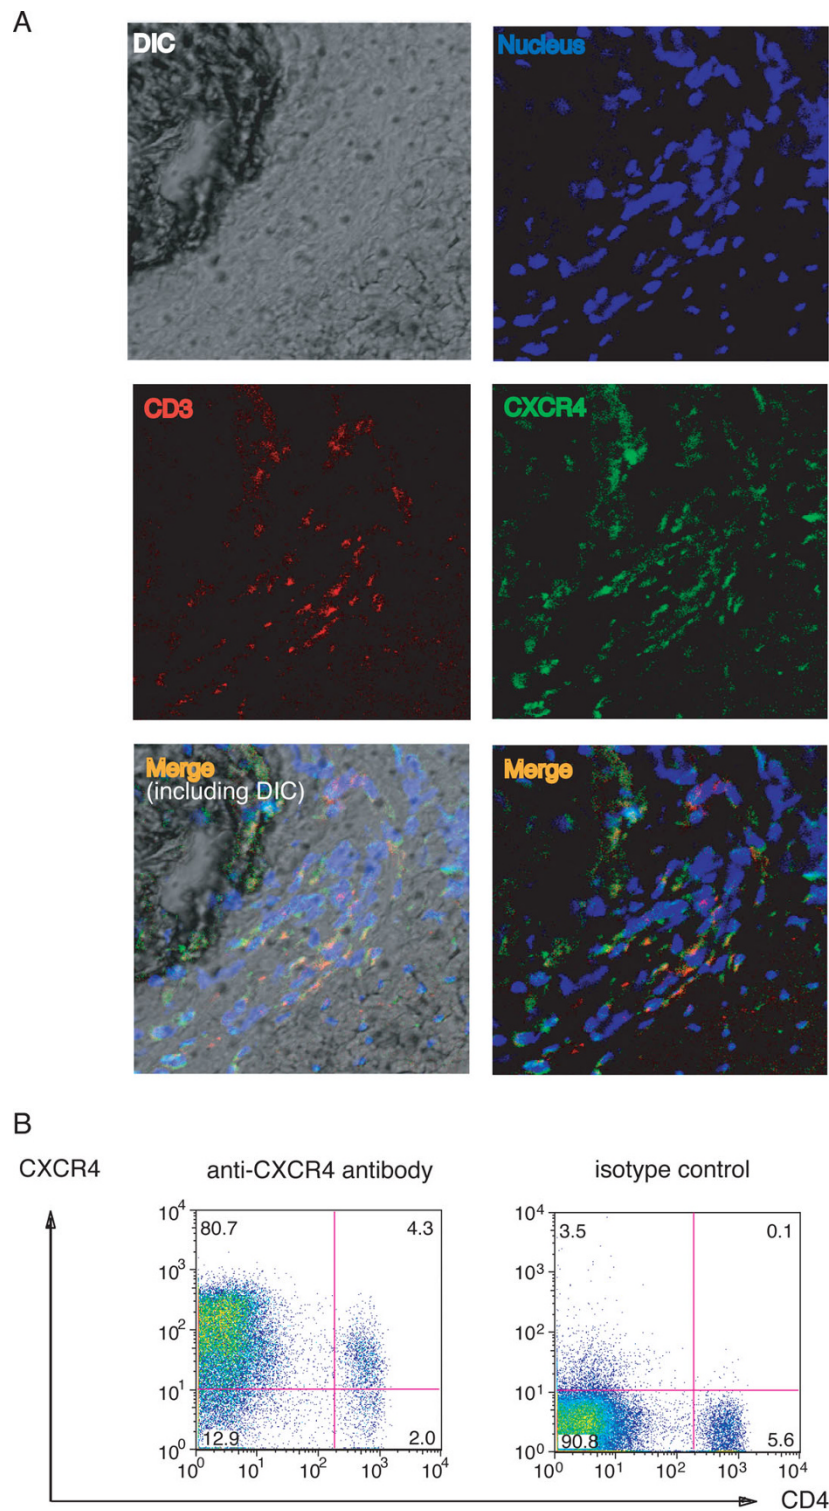 A
DIC
Nucleus
CD3
CXCR4
Merge
(including DIC)
Merge
B
CXCR4
anti-CXCR4 antibody
isotype control
10⁴
80.7
4.3
10³
10²
10¹
12.9
2.0
10⁰
10⁰ 10¹ 10² 10³ 10⁴
10⁴
3.5
0.1
10³
10²
10¹
90.8
5.6
10⁰
10⁰ 10¹ 10² 10³ 10⁴
CD4